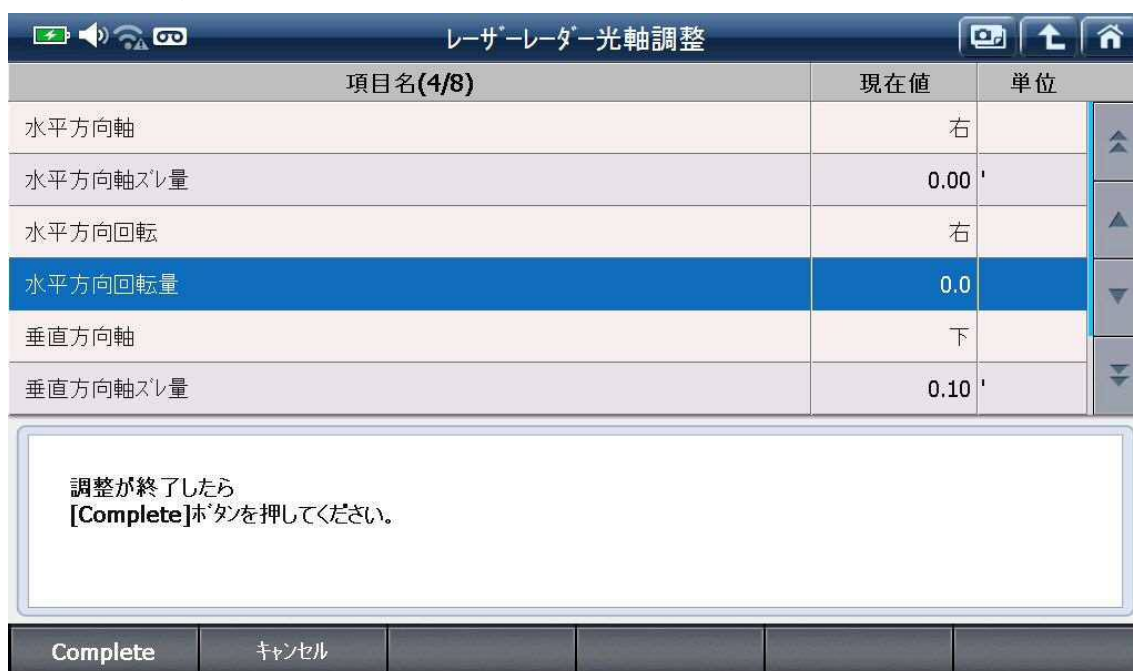 レーザーレーダー光軸調整
項目名(4/8) 現在値 単位
水平方向軸 右
水平方向軸ズレ量 0.00 '
水平方向回転 右
水平方向回転量 0.0
垂直方向軸 下
垂直方向軸ズレ量 0.10 '
調整が終了したら
[Complete]ボタンを押してください。
Complete キャンセル